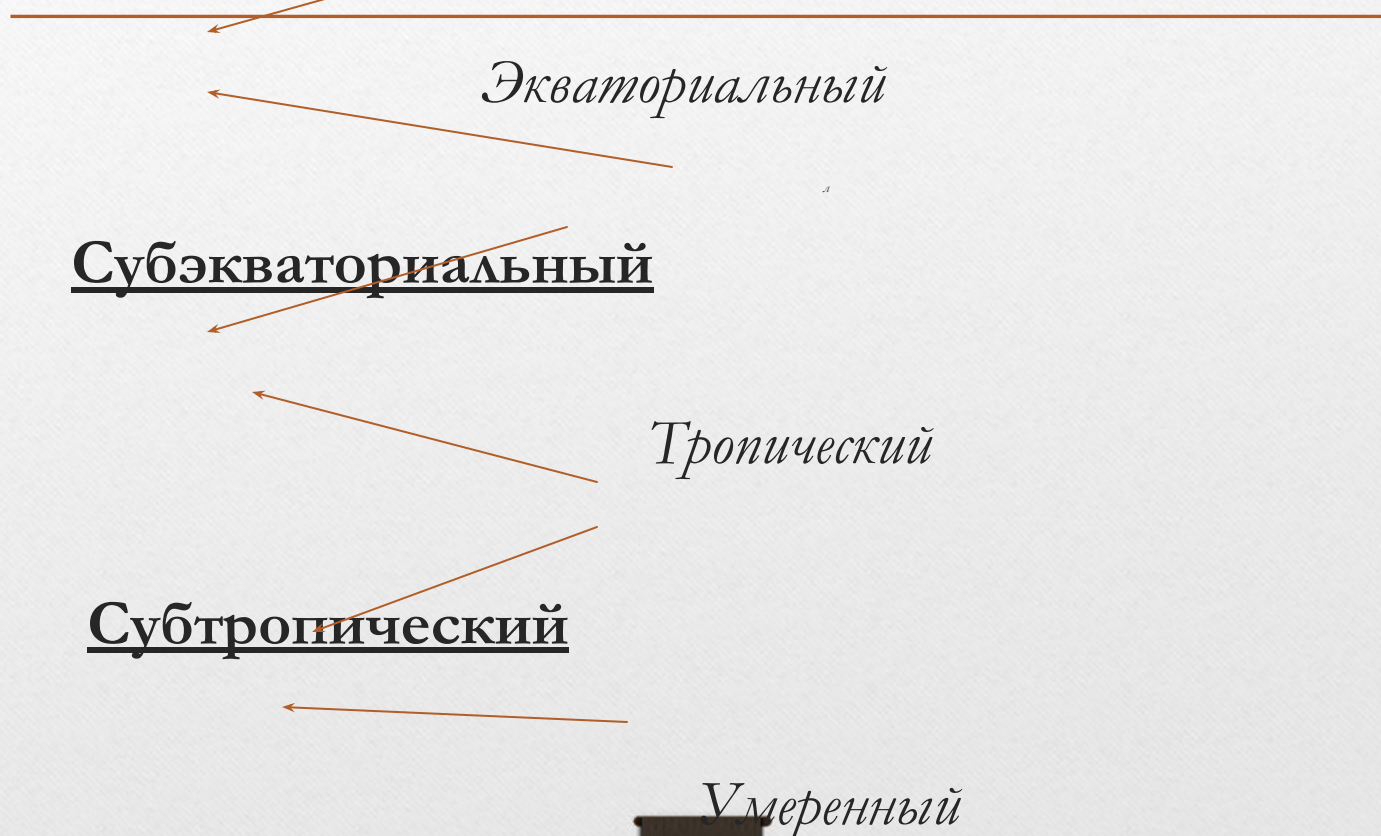 Экваториальный
л
Субэкваториальный
Тропический
Субтропический
Умеренный